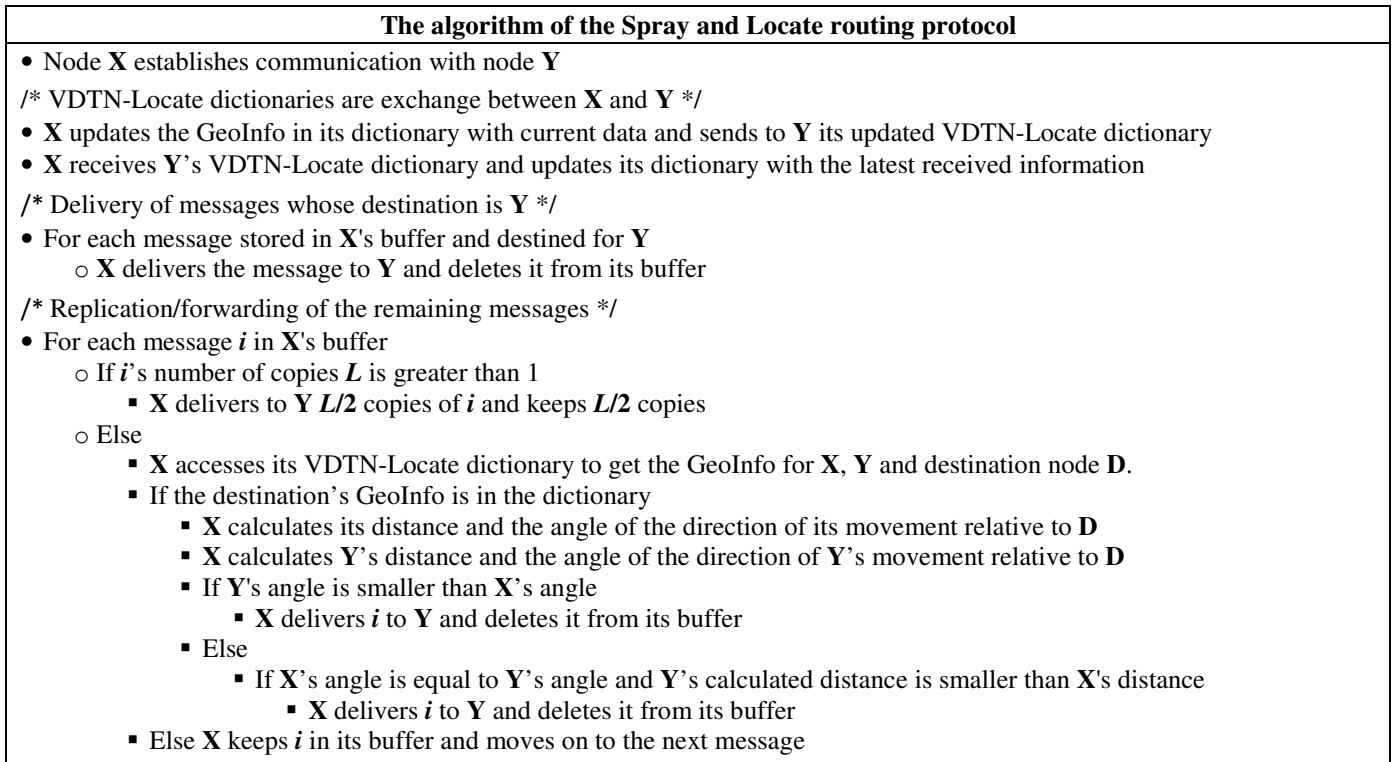 The algorithm of the Spray and Locate routing protocol
• Node X establishes communication with node Y
/* VDTN-Locate dictionaries are exchange between X and Y */
• X updates the GeoInfo in its dictionary with current data and sends to Y its updated VDTN-Locate dictionary
• X receives Y's VDTN-Locate dictionary and updates its dictionary with the latest received information
/* Delivery of messages whose destination is Y */
• For each message stored in X's buffer and destined for Y
o X delivers the message to Y and deletes it from its buffer
/* Replication/forwarding of the remaining messages */
• For each message i in X's buffer
o If i's number of copies L is greater than 1
▪ X delivers to Y L/2 copies of i and keeps L/2 copies
o Else
▪ X accesses its VDTN-Locate dictionary to get the GeoInfo for X, Y and destination node D.
▪ If the destination's GeoInfo is in the dictionary
▪ X calculates its distance and the angle of the direction of its movement relative to D
▪ X calculates Y's distance and the angle of the direction of Y's movement relative to D
▪ If Y's angle is smaller than X's angle
▪ X delivers i to Y and deletes it from its buffer
▪ Else
▪ If X's angle is equal to Y's angle and Y's calculated distance is smaller than X's distance
▪ X delivers i to Y and deletes it from its buffer
▪ Else X keeps i in its buffer and moves on to the next message